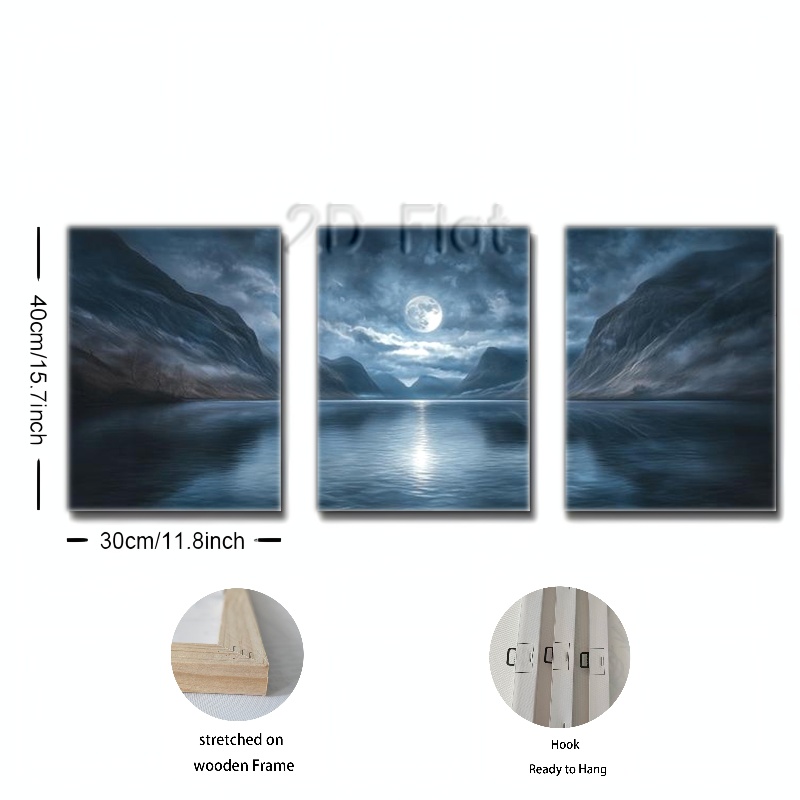 2D Flat
40cm/15.7inch
30cm/11.8inch
stretched on
wooden Frame
Hook
Ready to Hang